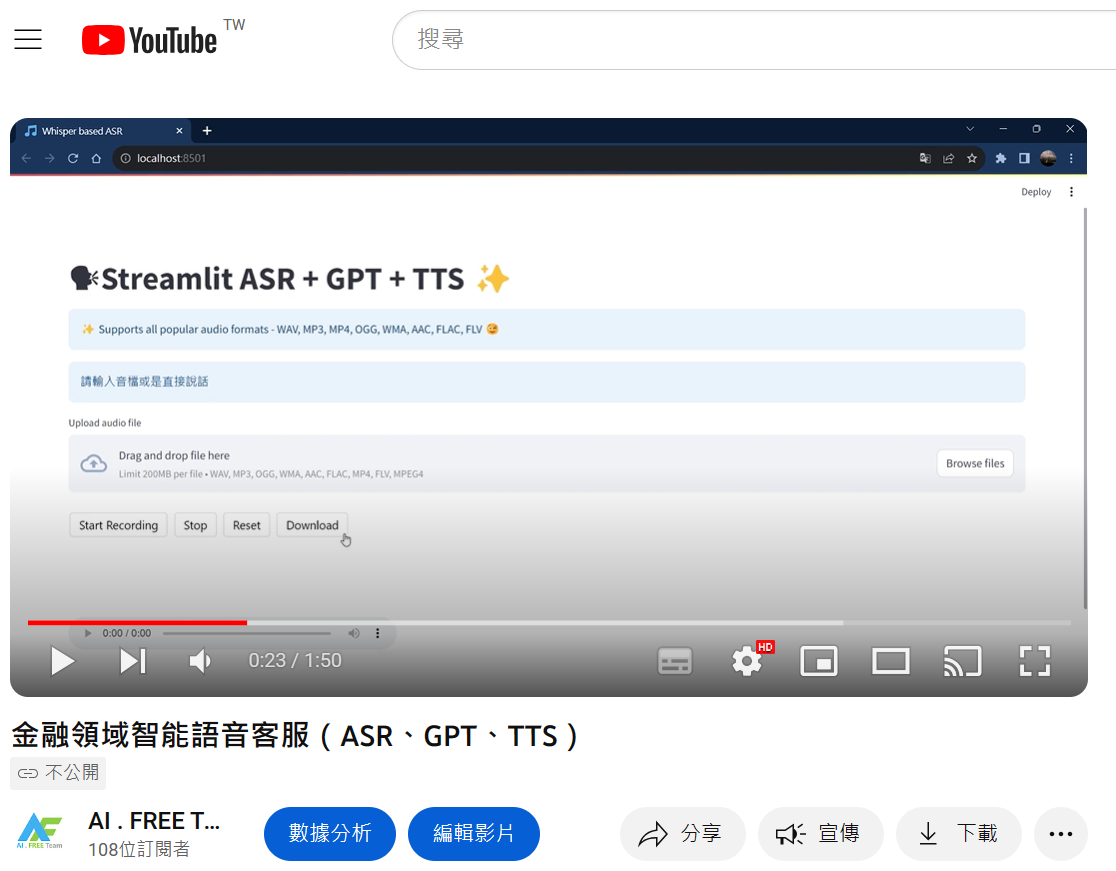 YouTube TW
搜尋
Whisper based ASR
localhost:8501
Deploy
Streamlit ASR + GPT + TTS
Supports all popular audio formats - WAV, MP3, MP4, OGG, WMA, AAC, FLAC, FLV
請輸入音檔或是直接說話
Upload audio file
Drag and drop file here
Limit 200MB per file • WAV, MP3, OGG, WMA, AAC, FLAC, MP4, FLV, MPEG4
Browse files
Start Recording Stop Reset Download
0:00 / 0:00
0:23 / 1:50
HD
金融領域智能語音客服（ASR、GPT、TTS）
不公開
AI . FREE Team
AI . FREE T...
108位訂閱者
數據分析
編輯影片
分享
宣傳
下載